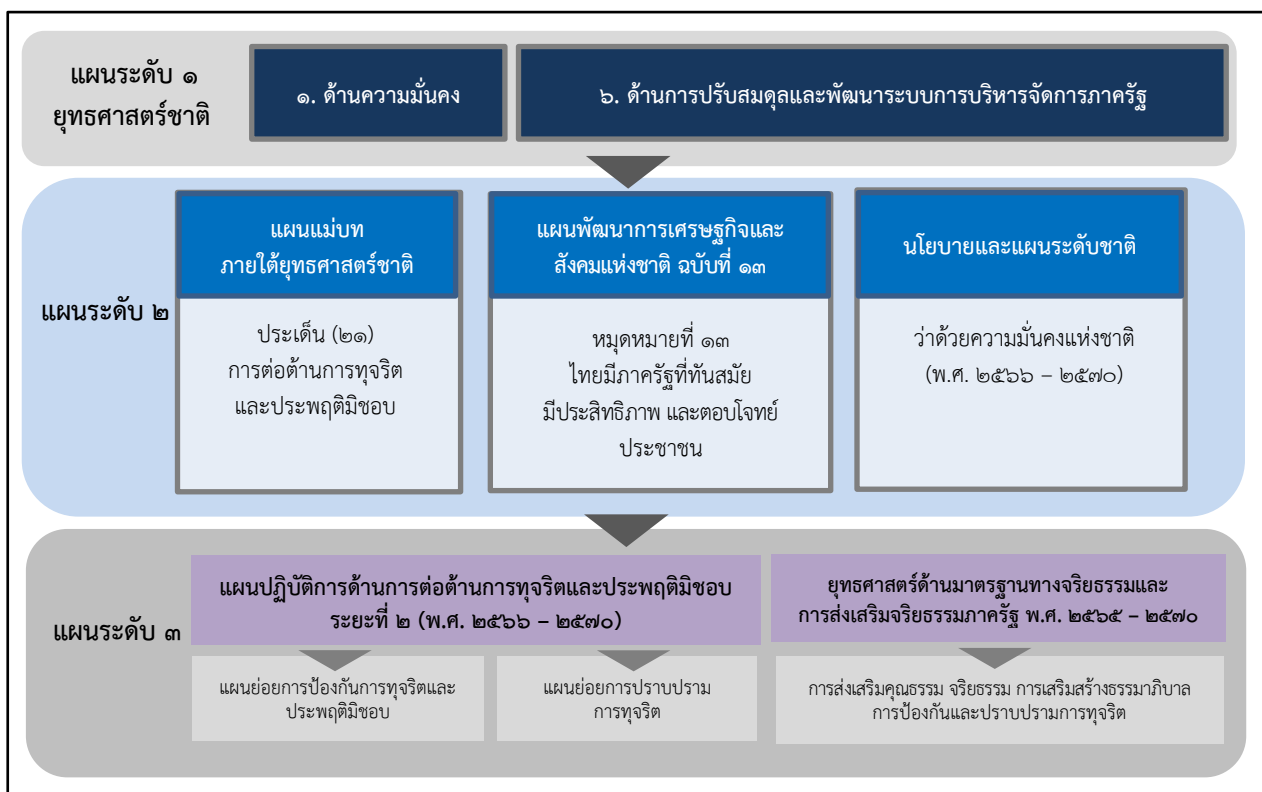 แผนระดับ ๑
ยุทธศาสตร์ชาติ
๑. ด้านความมั่นคง
๖. ด้านการปรับสมดุลและพัฒนาระบบการบริหารจัดการภาครัฐ
แผนระดับ ๒
แผนแม่บท
ภายใต้ยุทธศาสตร์ชาติ
ประเด็น (๒๑)
การต่อต้านการทุจริต
และประพฤติมิชอบ
แผนพัฒนาการเศรษฐกิจและ
สังคมแห่งชาติ ฉบับที่ ๑๓
หมุดหมายที่ ๑๓
ไทยมีภาครัฐที่ทันสมัย
มีประสิทธิภาพ และตอบโจทย์
ประชาชน
นโยบายและแผนระดับชาติ
ว่าด้วยความมั่นคงแห่งชาติ
(พ.ศ. ๒๕๖๖ – ๒๕๗๐)
แผนระดับ ๓
แผนปฏิบัติการด้านการต่อต้านการทุจริตและประพฤติมิชอบ
ระยะที่ ๒ (พ.ศ. ๒๕๖๖ – ๒๕๗๐)
แผนย่อยการป้องกันการทุจริตและ
ประพฤติมิชอบ
แผนย่อยการปราบปราม
การทุจริต
ยุทธศาสตร์ด้านมาตรฐานทางจริยธรรมและ
การส่งเสริมจริยธรรมภาครัฐ พ.ศ. ๒๕๖๕ – ๒๕๗๐
การส่งเสริมคุณธรรม จริยธรรม การเสริมสร้างธรรมาภิบาล
การป้องกันและปราบปรามการทุจริต